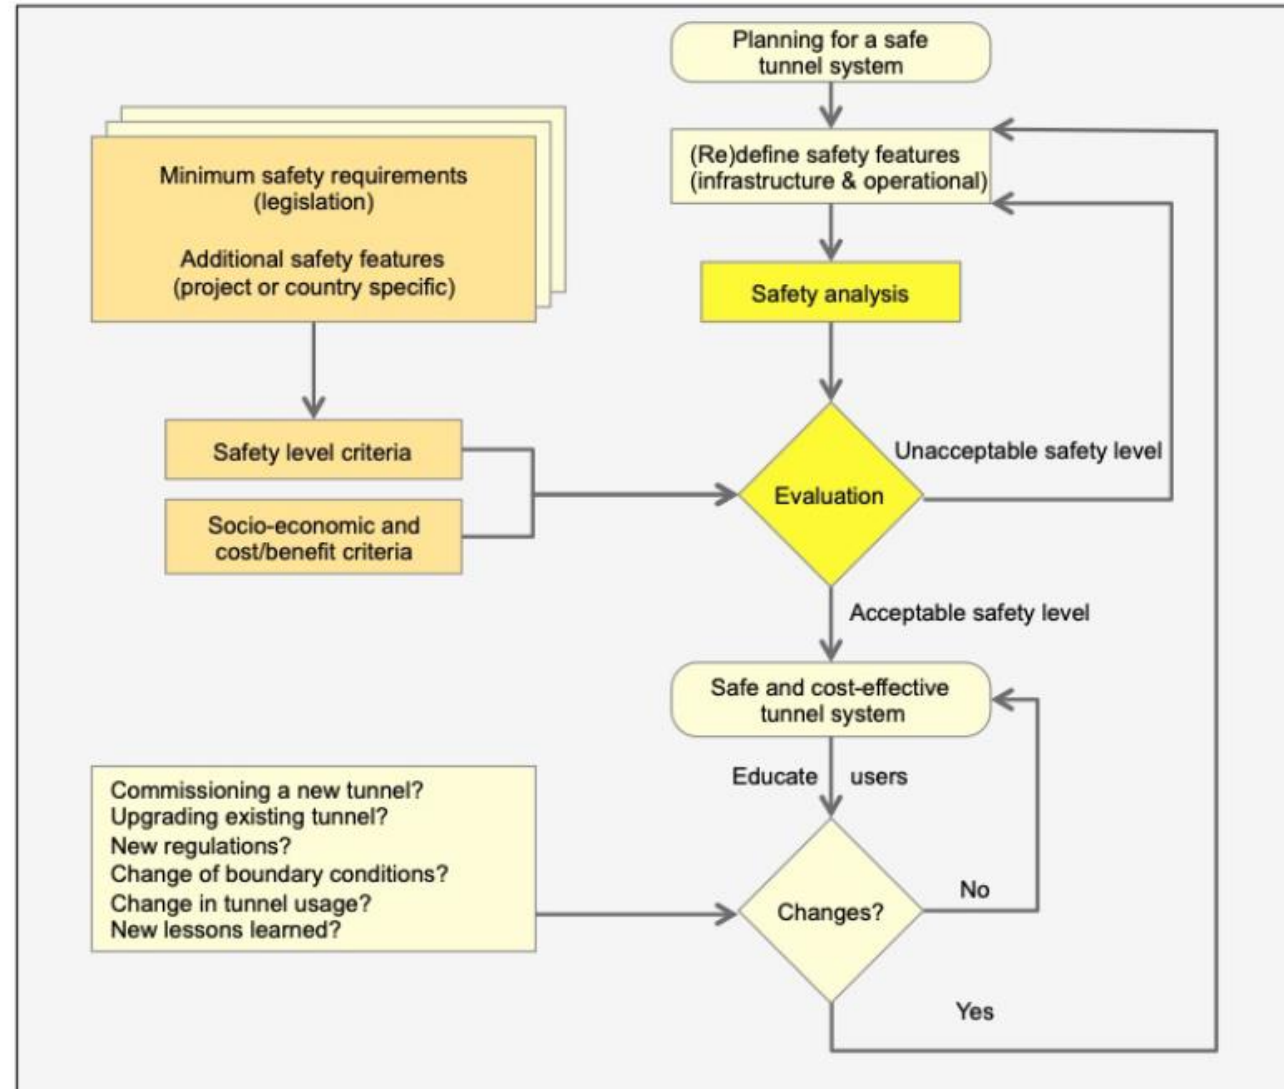 Planning for a safe
tunnel system
(Re)define safety features
(infrastructure & operational)
Minimum safety requirements
(legislation)
Additional safety features
(project or country specific)
Safety analysis
Safety level criteria
Unacceptable safety level
Evaluation
Socio-economic and
cost/benefit criteria
Acceptable safety level
Safe and cost-effective
tunnel system
Educate users
Commissioning a new tunnel?
Upgrading existing tunnel?
New regulations?
Change of boundary conditions?
Change in tunnel usage?
New lessons learned?
Changes?
No
Yes